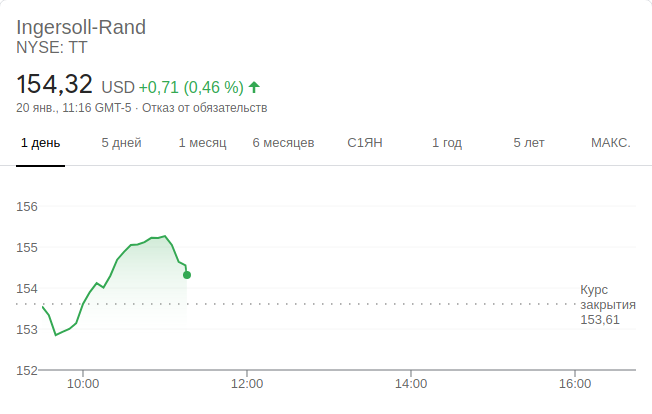 Ingersoll-Rand
NYSE: TT
154,32 USD +0,71 (0,46 %)
20 янв., 11:16 GMT-5 · Отказ от обязательств
1 день 5 дней 1 месяц 6 месяцев С1ЯН 1 год 5 лет МАКС.
156
155
154
153
152
Курс
закрытия
153,61
10:00 12:00 14:00 16:00